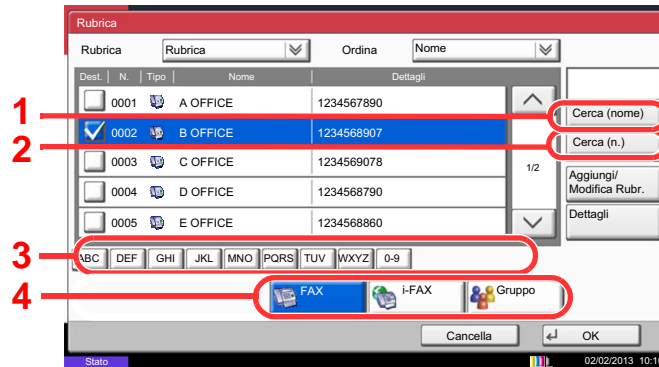 Rubrica
Rubrica Rubrica Ordina Nome
Dest. N. Tipo Nome Dettagli
0001 A OFFICE 1234567890
1 Cerca (nome)
0002 B OFFICE 1234568907
2 Cerca (n.)
0003 C OFFICE 1234569078
1/2
Aggiungi/
Modifica Rubr.
0004 D OFFICE 1234568790
Dettagli
0005 E OFFICE 1234568860
3 ABC DEF GHI JKL MNO PQRS TUV WXYZ 0-9
4 FAX i-FAX Gruppo
Cancella OK
Stato 02/02/2013 10:10